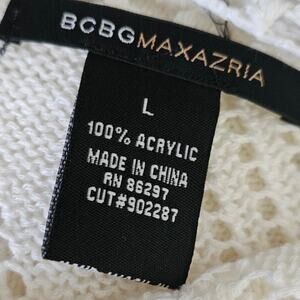 BCBGMAXAZRIA
L
100% ACRYLIC
MADE IN CHINA
RN 86297
CUT#902287